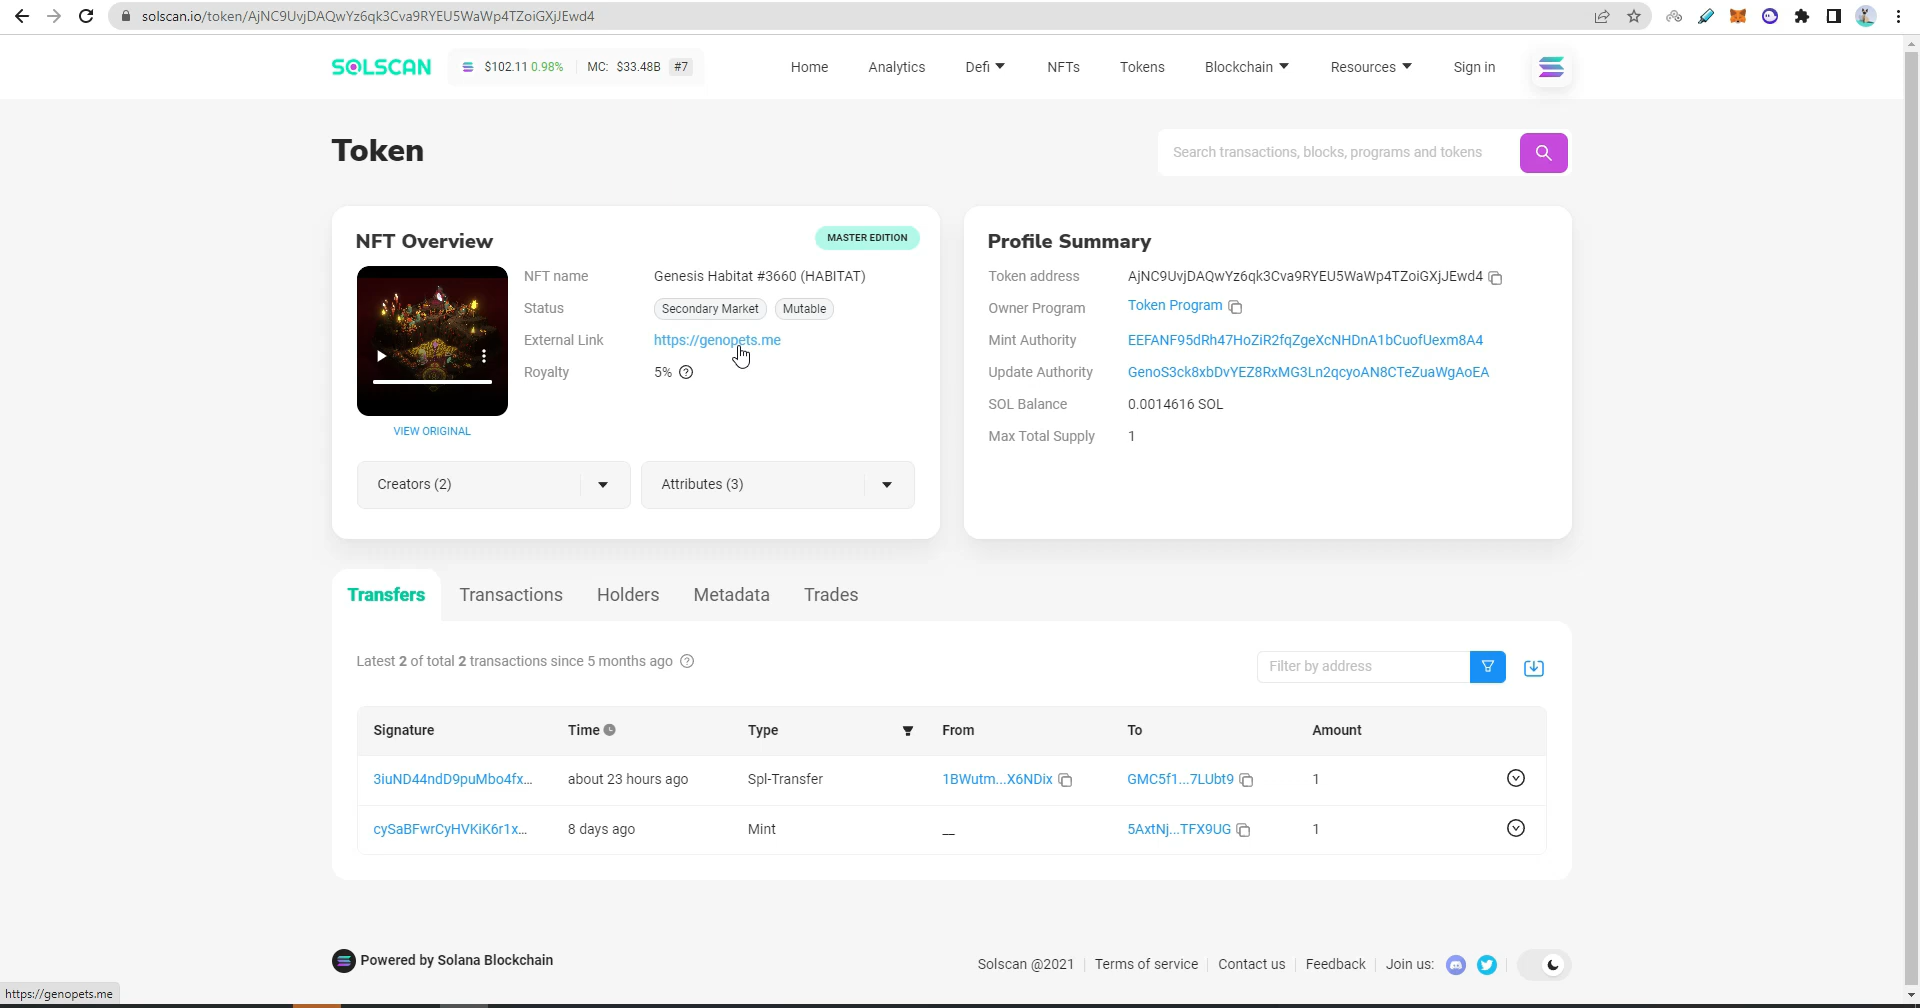 solscan.io/token/AjNC9UvjDAQwYz6qk3Cva9RYEU5WaWp4TZoiGXjJEwd4
SOLSCAN $102.11 0.98% MC: $33.48B #7 Home Analytics Defi NFTs Tokens Blockchain Resources Sign in
Token
Search transactions, blocks, programs and tokens
NFT Overview
MASTER EDITION
NFT name Genesis Habitat #3660 (HABITAT)
Status Secondary Market Mutable
External Link https://genopets.me
Royalty 5%
VIEW ORIGINAL
Creators (2)
Attributes (3)
Profile Summary
Token address AjNC9UvjDAQwYz6qk3Cva9RYEU5WaWp4TZoiGXjJEwd4
Owner Program Token Program
Mint Authority EEFANF95dRh47HoZiR2fqZgeXcNHDnA1bCuofUexm8A4
Update Authority GenoS3ck8xbDvYEZ8RxMG3Ln2qcyoAN8CTeZuaWgAoEA
SOL Balance 0.0014616 SOL
Max Total Supply 1
Transfers Transactions Holders Metadata Trades
Latest 2 of total 2 transactions since 5 months ago
Filter by address
Signature Time Type From To Amount
3iuND44ndD9puMbo4fx... about 23 hours ago Spl-Transfer 1BWutm...X6NDix GMC5f1...7LUbt9 1
cySaBFwrCyHVKiK6r1x... 8 days ago Mint __ 5AxtNj...TFX9UG 1
Powered by Solana Blockchain
Solscan @2021 Terms of service Contact us Feedback Join us:
https://genopets.me